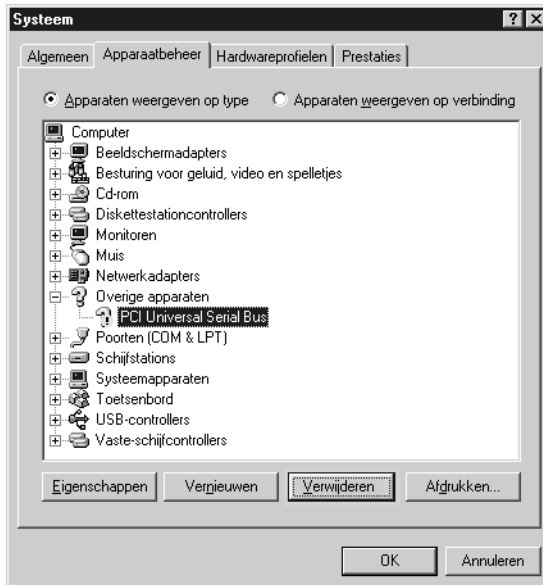 Systeem
Algemeen Apparaatbeheer Hardwareprofielen Prestaties
Apparaten weergeven op type Apparaten weergeven op verbinding
Computer
Beeldschermadapters
Besturing voor geluid, video en spelletjes
Cd-rom
Diskettestationcontrollers
Monitoren
Muis
Netwerkadapters
Overige apparaten
PCI Universal Serial Bus
Poorten (COM & LPT)
Schijfstations
Systeemapparaten
Toetsenbord
USB-controllers
Vaste-schijfcontrollers
Eigenschappen Vernieuwen Verwijderen Afdrukken...
OK Annuleren